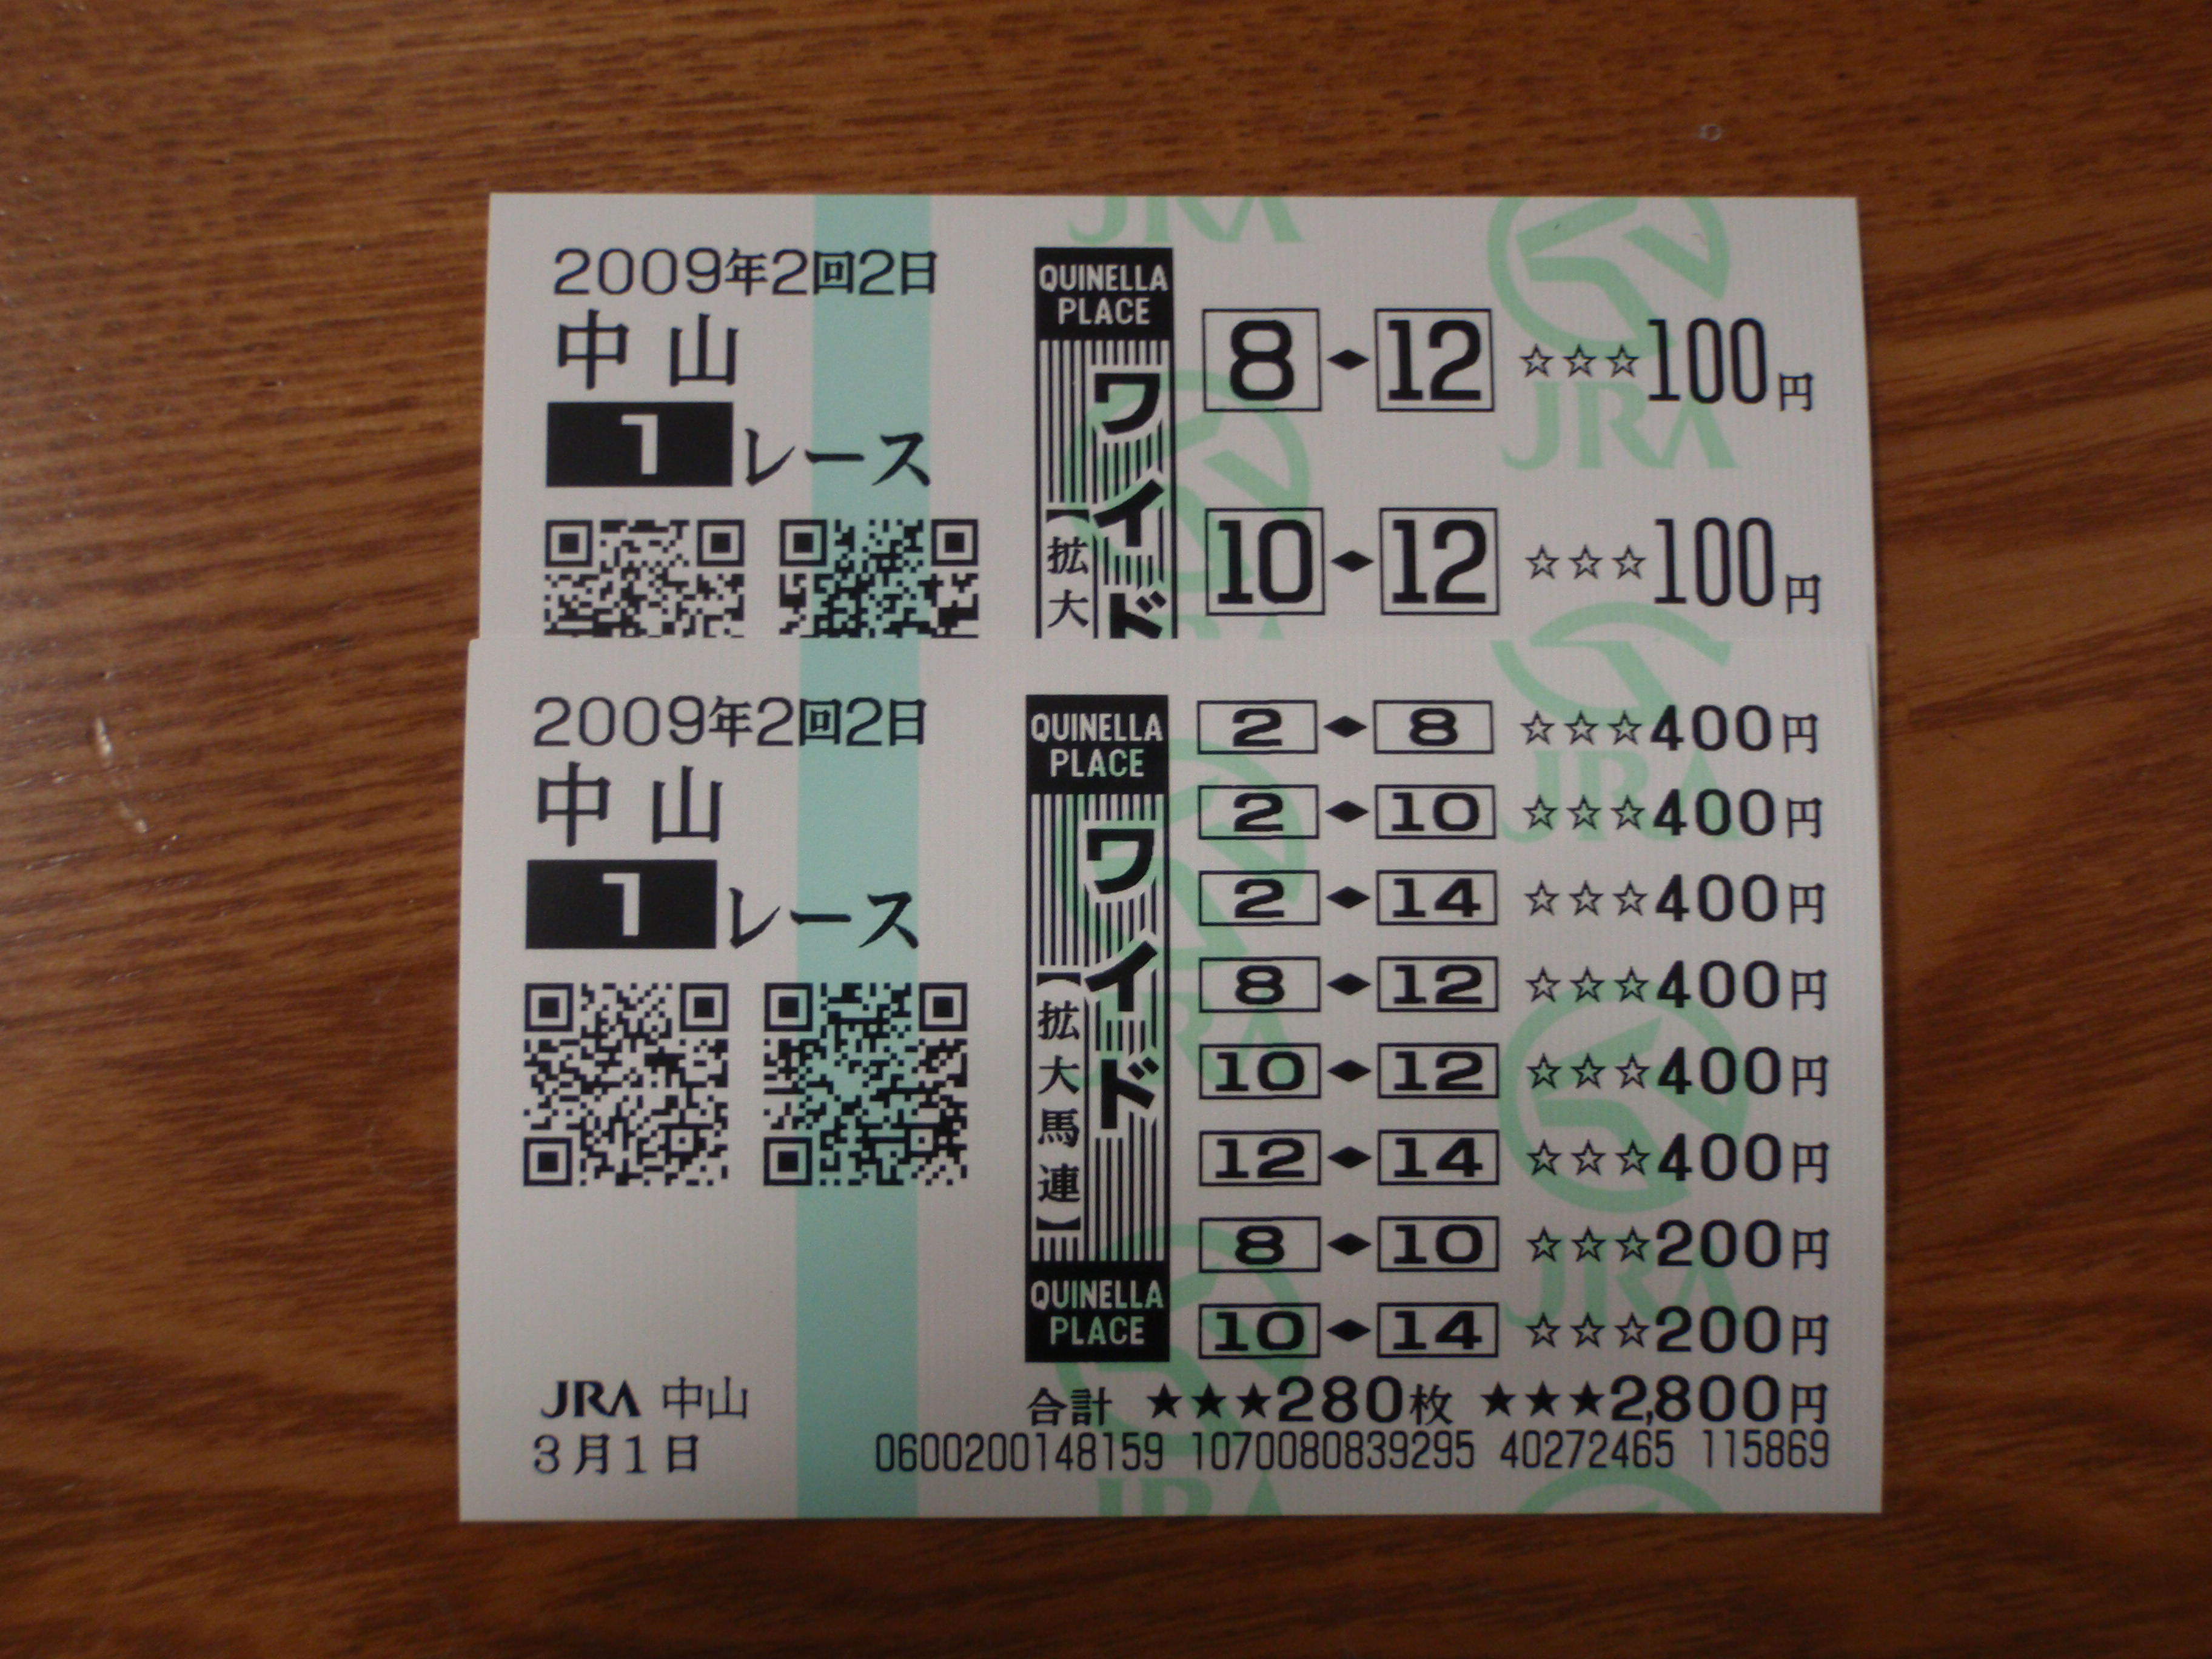 2009年2回2日
中山
1レース
QUINELLA
PLACE
ワイド
【拡大
8 ◆ 12 ☆☆☆100円
10 ◆ 12 ☆☆☆100円
2009年2回2日
中山
1レース
QUINELLA
PLACE
ワイド
【拡大馬連】
QUINELLA
PLACE
2 ◆ 8 ☆☆☆400円
2 ◆ 10 ☆☆☆400円
2 ◆ 14 ☆☆☆400円
8 ◆ 12 ☆☆☆400円
10 ◆ 12 ☆☆☆400円
12 ◆ 14 ☆☆☆400円
8 ◆ 10 ☆☆☆200円
10 ◆ 14 ☆☆☆200円
合計 ★★★280枚 ★★★2,800円
JRA 中山
3月1日
0600200148159 1070080839295 40272465 115869
JRA
JRA
JRA
JRA
JRA
JRA